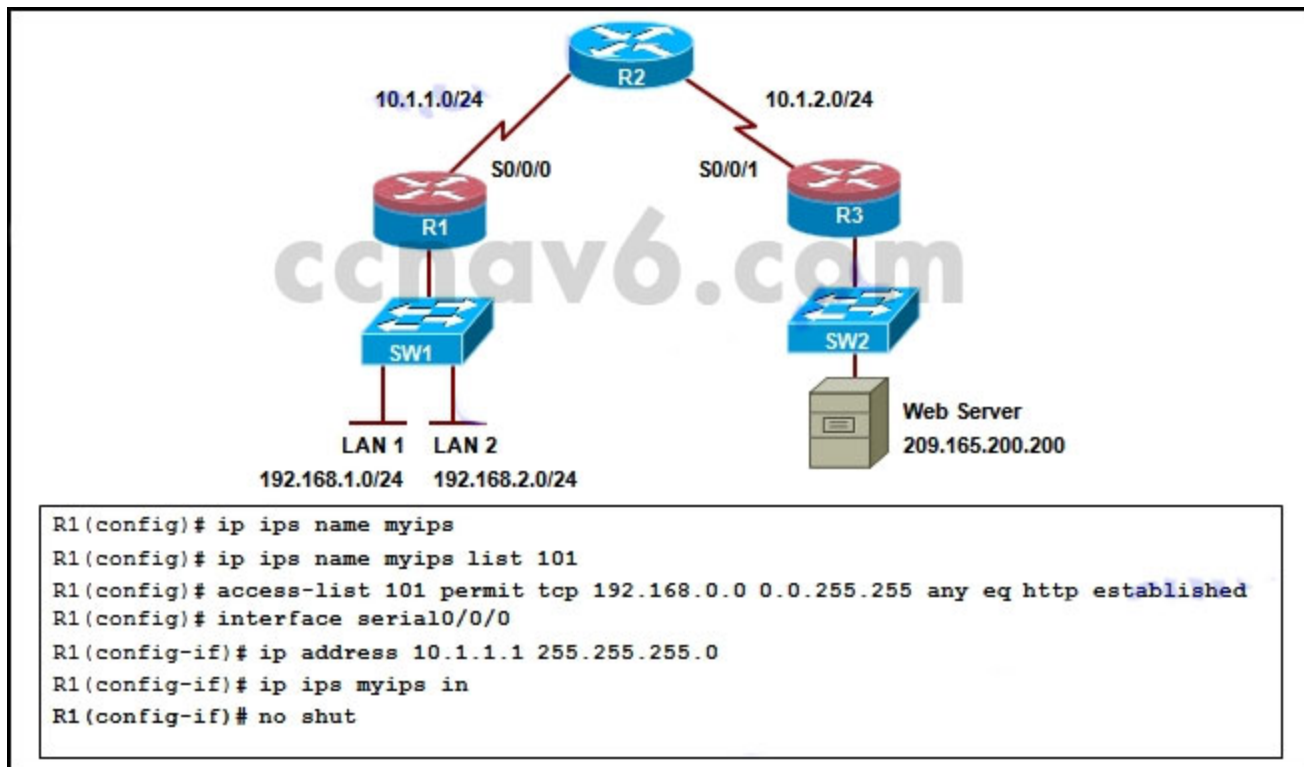 R2
10.1.1.0/24
10.1.2.0/24
S0/0/0
S0/0/1
R1
R3
ccnav6.com
SW1
SW2
Web Server
209.165.200.200
LAN 1
LAN 2
192.168.1.0/24
192.168.2.0/24
R1(config)# ip ips name myips
R1(config)# ip ips name myips list 101
R1(config)# access-list 101 permit tcp 192.168.0.0 0.0.255.255 any eq http established
R1(config)# interface serial0/0/0
R1(config-if)# ip address 10.1.1.1 255.255.255.0
R1(config-if)# ip ips myips in
R1(config-if)# no shut